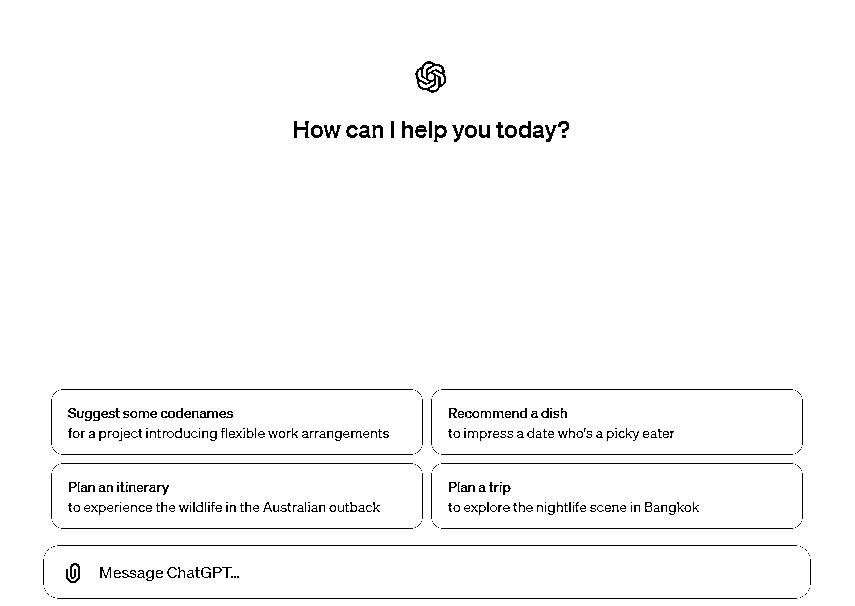 How can I help you today?
Suggest some codenames
for a project introducing flexible work arrangements
Recommend a dish
to impress a date who's a picky eater
Plan an itinerary
to experience the wildlife in the Australian outback
Plan a trip
to explore the nightlife scene in Bangkok
Message ChatGPT...